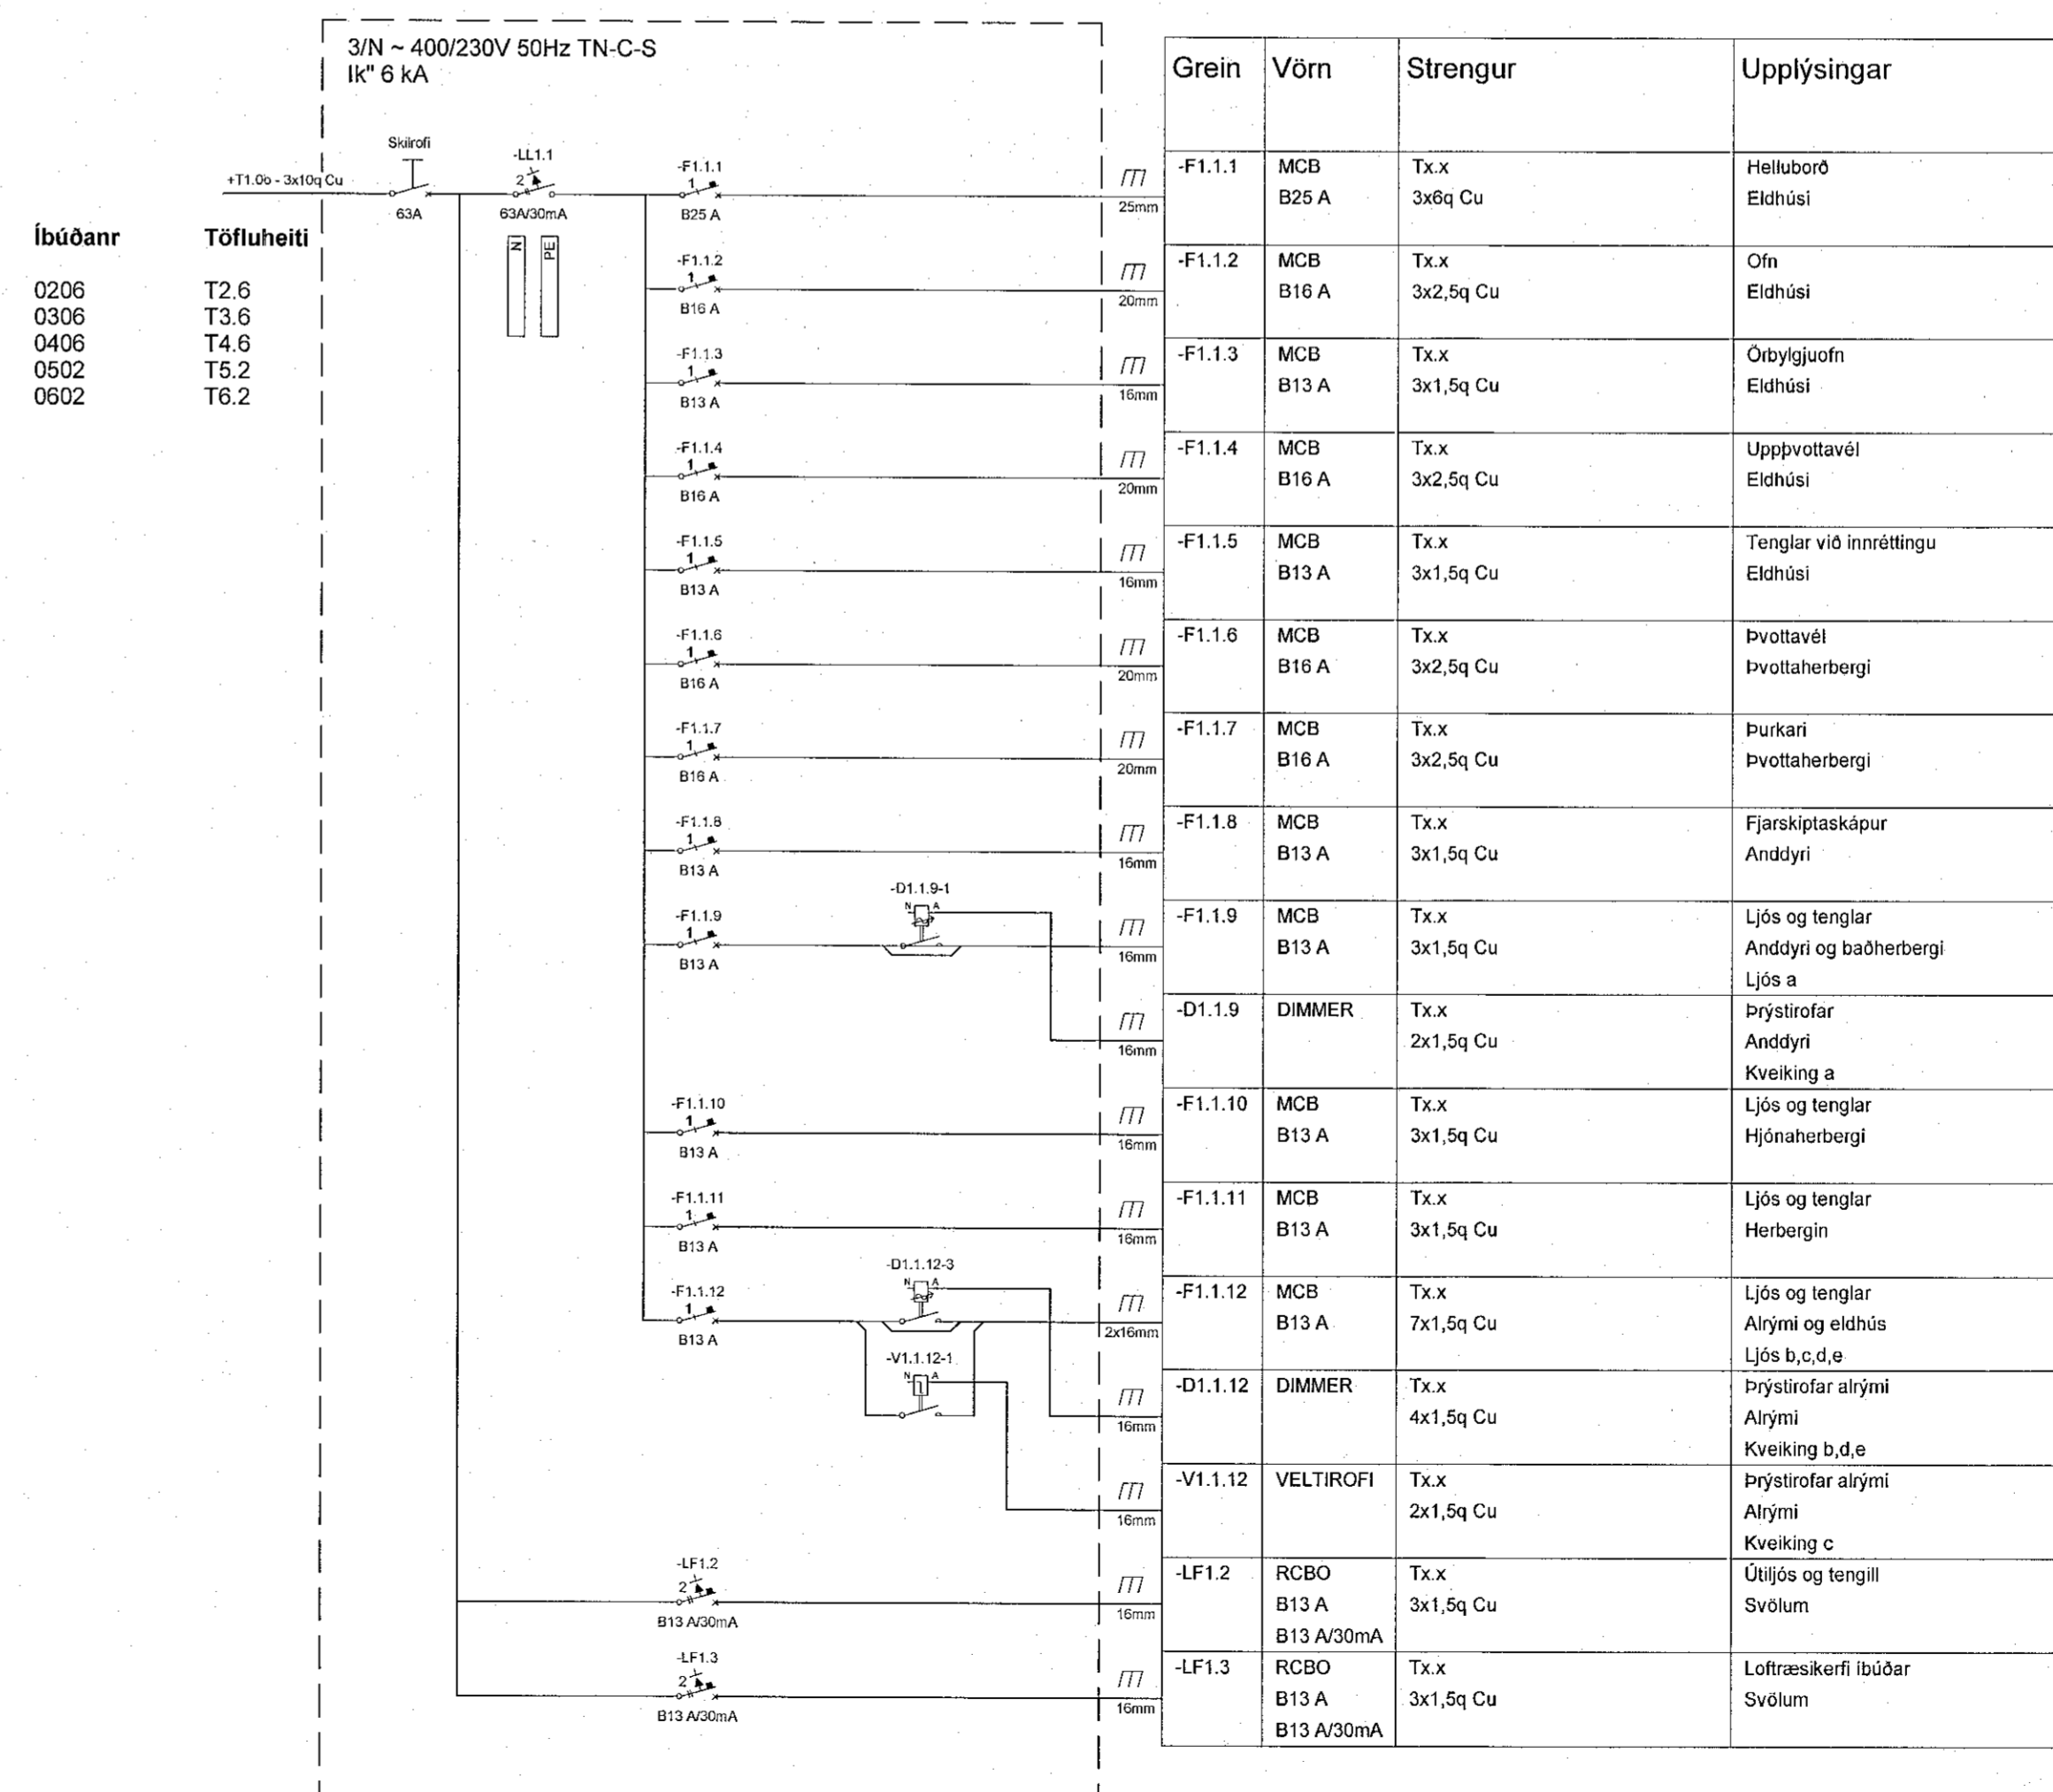 3/N ~ 400/230V 50Hz TN-C-S
Ik" 6 kA
Skilrofi
+T1.0b - 3x10q Cu
63A
-LL1.1
2
63A/30mA
N
PE
Íbúðanr Töfluheiti
0206 T2.6
0306 T3.6
0406 T4.6
0502 T5.2
0602 T6.2
-F1.1.1
1
B25 A
25mm
-F1.1.2
1
B16 A
20mm
-F1.1.3
1
B13 A
16mm
-F1.1.4
1
B16 A
20mm
-F1.1.5
1
B13 A
16mm
-F1.1.6
1
B16 A
20mm
-F1.1.7
1
B16 A
20mm
-F1.1.8
1
B13 A
16mm
-D1.1.9-1
N A
-F1.1.9
1
B13 A
16mm
16mm
-F1.1.10
1
B13 A
16mm
-F1.1.11
1
B13 A
16mm
-D1.1.12-3
N A
-F1.1.12
1
B13 A
2x16mm
-V1.1.12-1
N A
16mm
16mm
-LF1.2
2
B13 A/30mA
16mm
-LF1.3
2
B13 A/30mA
16mm
Grein Vörn Strengur Upplýsingar
-F1.1.1 MCB Tx.x Helluborð
B25 A 3x6q Cu Eldhúsi
-F1.1.2 MCB Tx.x Ofn
B16 A 3x2,5q Cu Eldhúsi
-F1.1.3 MCB Tx.x Örbylgjuofn
B13 A 3x1,5q Cu Eldhúsi
-F1.1.4 MCB Tx.x Uppþvottavél
B16 A 3x2,5q Cu Eldhúsi
-F1.1.5 MCB Tx.x Tenglar við innréttingu
B13 A 3x1,5q Cu Eldhúsi
-F1.1.6 MCB Tx.x Þvottavél
B16 A 3x2,5q Cu Þvottaherbergi
-F1.1.7 MCB Tx.x Þurkari
B16 A 3x2,5q Cu Þvottaherbergi
-F1.1.8 MCB Tx.x Fjarskiptaskápur
B13 A 3x1,5q Cu Anddyri
-F1.1.9 MCB Tx.x Ljós og tenglar
B13 A 3x1,5q Cu Anddyri og baðherbergi
Ljós a
-D1.1.9 DIMMER Tx.x Þrýstirofar
2x1,5q Cu Anddyri
Kveiking a
-F1.1.10 MCB Tx.x Ljós og tenglar
B13 A 3x1,5q Cu Hjónaherbergi
-F1.1.11 MCB Tx.x Ljós og tenglar
B13 A 3x1,5q Cu Herbergin
-F1.1.12 MCB Tx.x Ljós og tenglar
B13 A 7x1,5q Cu Alrými og eldhús
Ljós b,c,d,e
-D1.1.12 DIMMER Tx.x Þrýstirofar alrými
4x1,5q Cu Alrými
Kveiking b,d,e
-V1.1.12 VELTIROFI Tx.x Þrýstirofar alrými
2x1,5q Cu Alrými
Kveiking c
-LF1.2 RCBO Tx.x Útiljós og tengill
B13 A 3x1,5q Cu Svölum
B13 A/30mA
-LF1.3 RCBO Tx.x Loftræsikerfi íbúðar
B13 A 3x1,5q Cu Svölum
B13 A/30mA